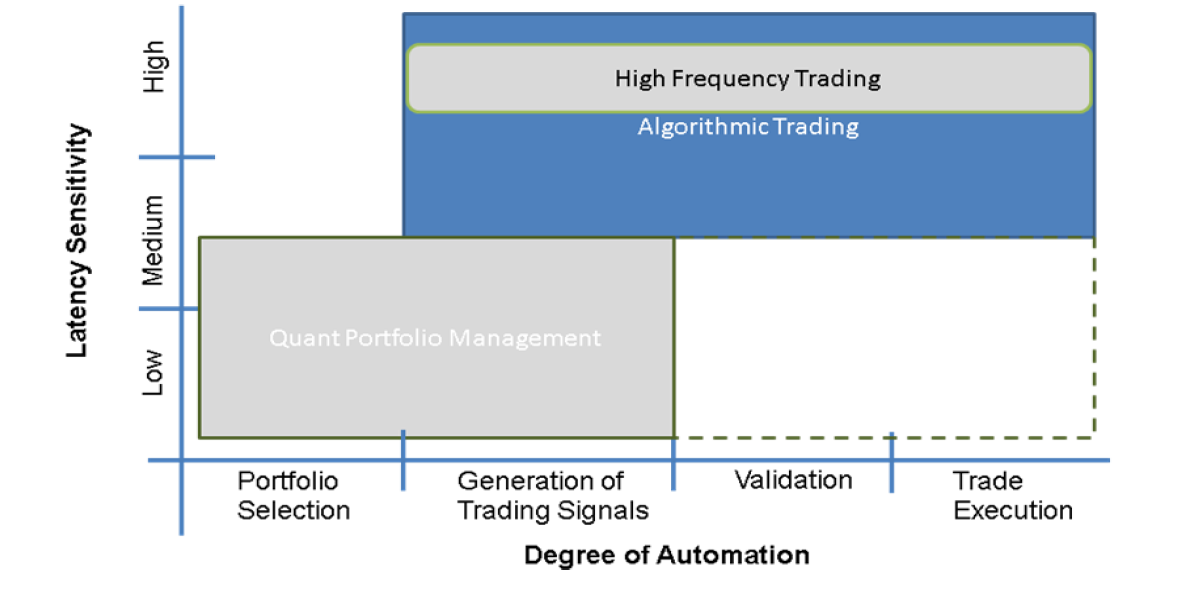 High
High Frequency Trading
Algorithmic Trading
Latency Sensitivity
Medium
Quant Portfolio Management
Low
Portfolio
Selection
Generation of
Trading Signals
Validation
Trade
Execution
Degree of Automation